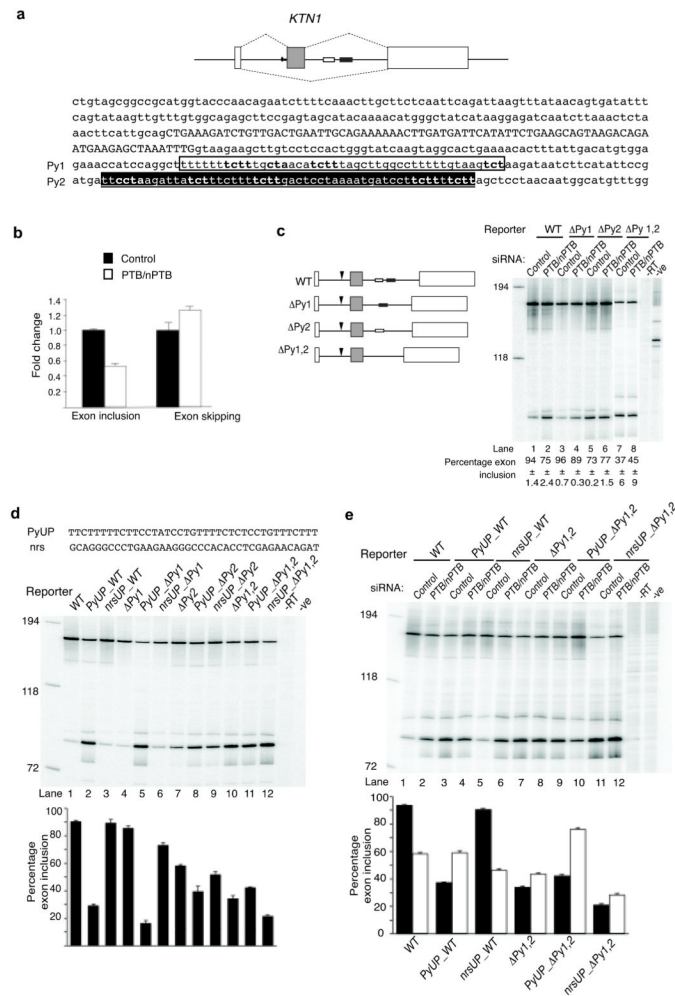 a
KTN1
ctgtagcggccgcatggtacccaacagaatcttttcaaacttgcttctcaattcagattaagtttataacagtgatattt
cagtataagttgtttgtggcagagcttccgagtagcatacaaaacatgggctatcataaggatagagcattgtcactcta
aacttcattgcagCTGAAAGATCTGTTGACTGAATTGCAGAAAAAACTTGATGATATTCTGAAGCAGTAAGACAGA
ATGAAGAGCTAAATTTGgtaagaagcttgtcctccactgggtatcaagtaggcactgaaaacacttattgacatgtgga
Py1 gaaaccatccaggcttttttttctttgctaacatctttagcttggcctttttgtaagtctaagataatcttcatattccg
Py2 atgattcctaagattatctttcttttcttgactcctaaaaatgatccttcttttcttagctcctaacaatggcatgtttgg
b
Control
PTB/nPTB
Fold change
1.4
1.2
1.0
0.8
0.6
0.4
0.2
Exon inclusion
Exon skipping
c
WT
ΔPy1
ΔPy2
ΔPy1,2
Reporter WT ΔPy1 ΔPy2 ΔPy 1,2
siRNA: Control PTB/nPTB Control PTB/nPTB Control PTB/nPTB Control PTB/nPTB -RT -ve
194
118
Lane 1 2 3 4 5 6 7 8
Percentage exon 94 75 96 89 73 77 37 45
± ± ± ± ± ± ± ±
inclusion
1.4 2.4 0.7 0.3 0.2 1.5 6 9
d
PyUP TTCTTTTTCTTCCTATCCTGTTTTCTCTCCTGTTTCTTT
nrs GCAGGGCCCTGAAGAAGGGCCCACACCTCGAGAACAGAT
Reporter
WT PyUP_WT nrsUP_WT ΔPy1 PyUP_ΔPy1 nrsUP_ΔPy1 ΔPy2 PyUP_ΔPy2 nrsUP_ΔPy2 ΔPy1,2 PyUP_ΔPy1,2 nrsUP_ΔPy1,2 -RT -ve
194
118
72
Lane 1 2 3 4 5 6 7 8 9 10 11 12
Percentage
exon inclusion
100
80
60
40
20
e
Reporter WT PyUP_WT nrsUP_WT ΔPy1,2 PyUP_ΔPy1,2 nrsUP_ΔPy1,2
siRNA: Control PTB/nPTB Control PTB/nPTB Control PTB/nPTB Control PTB/nPTB Control PTB/nPTB Control PTB/nPTB -RT -ve
194
118
72
Lane 1 2 3 4 5 6 7 8 9 10 11 12
Percentage
exon inclusion
100
80
60
40
20
0
WT PyUP_WT nrsUP_WT ΔPy1,2 PyUP_ΔPy1,2 nrsUP_ΔPy1,2